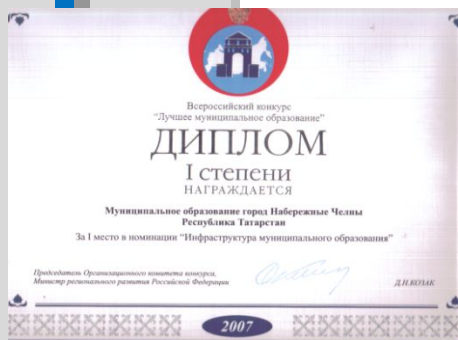 Всероссийский конкурс
"Лучшее муниципальное образование"
ДИПЛОМ
I степени
НАГРАЖДАЕТСЯ
Муниципальное образование город Набережные Челны
Республика Татарстан
За I место в номинации "Инфраструктура муниципального образования"
Председатель Организационного комитета конкурса,
Министр регионального развития Российской Федерации
Д.Н.КОЗАК
2007